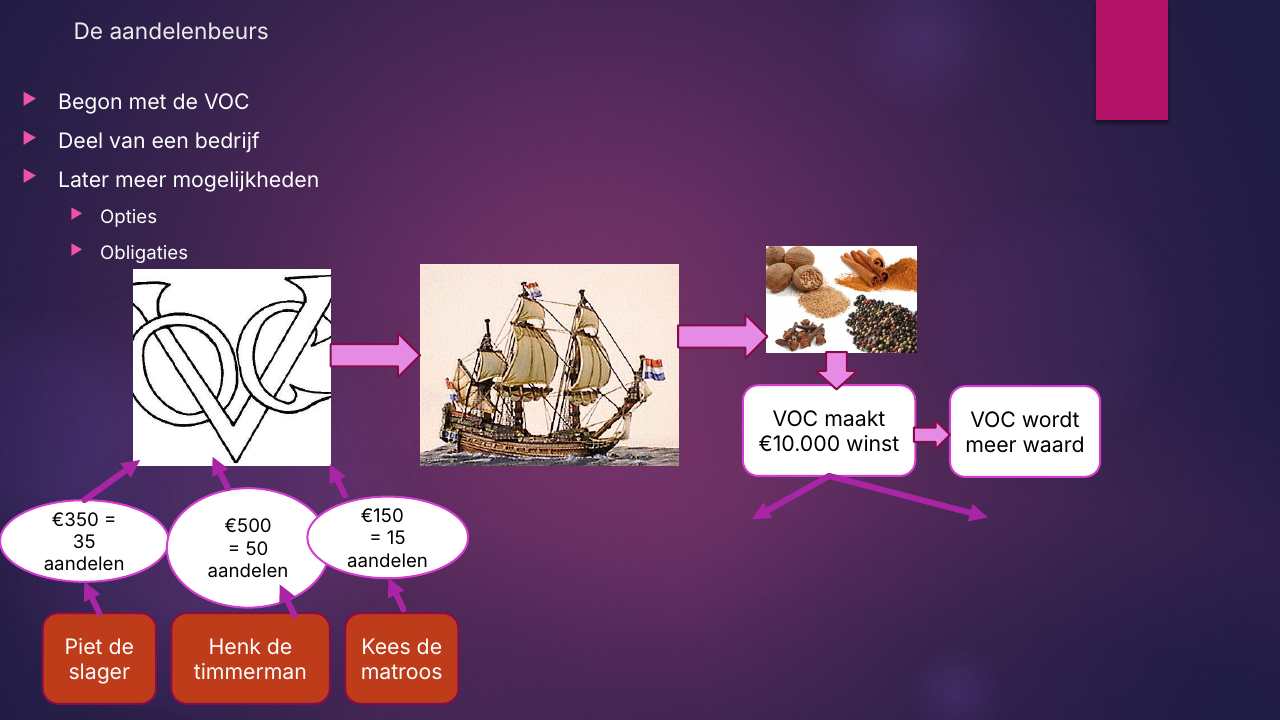 De aandelenbeurs
Begon met de VOC
Deel van een bedrijf
Later meer mogelijkheden
Opties
Obligaties
VOC
VOC maakt
€10.000 winst
VOC wordt
meer waard
€350 =
35
aandelen
€500
= 50
aandelen
€150
= 15
aandelen
Piet de
slager
Henk de
timmerman
Kees de
matroos